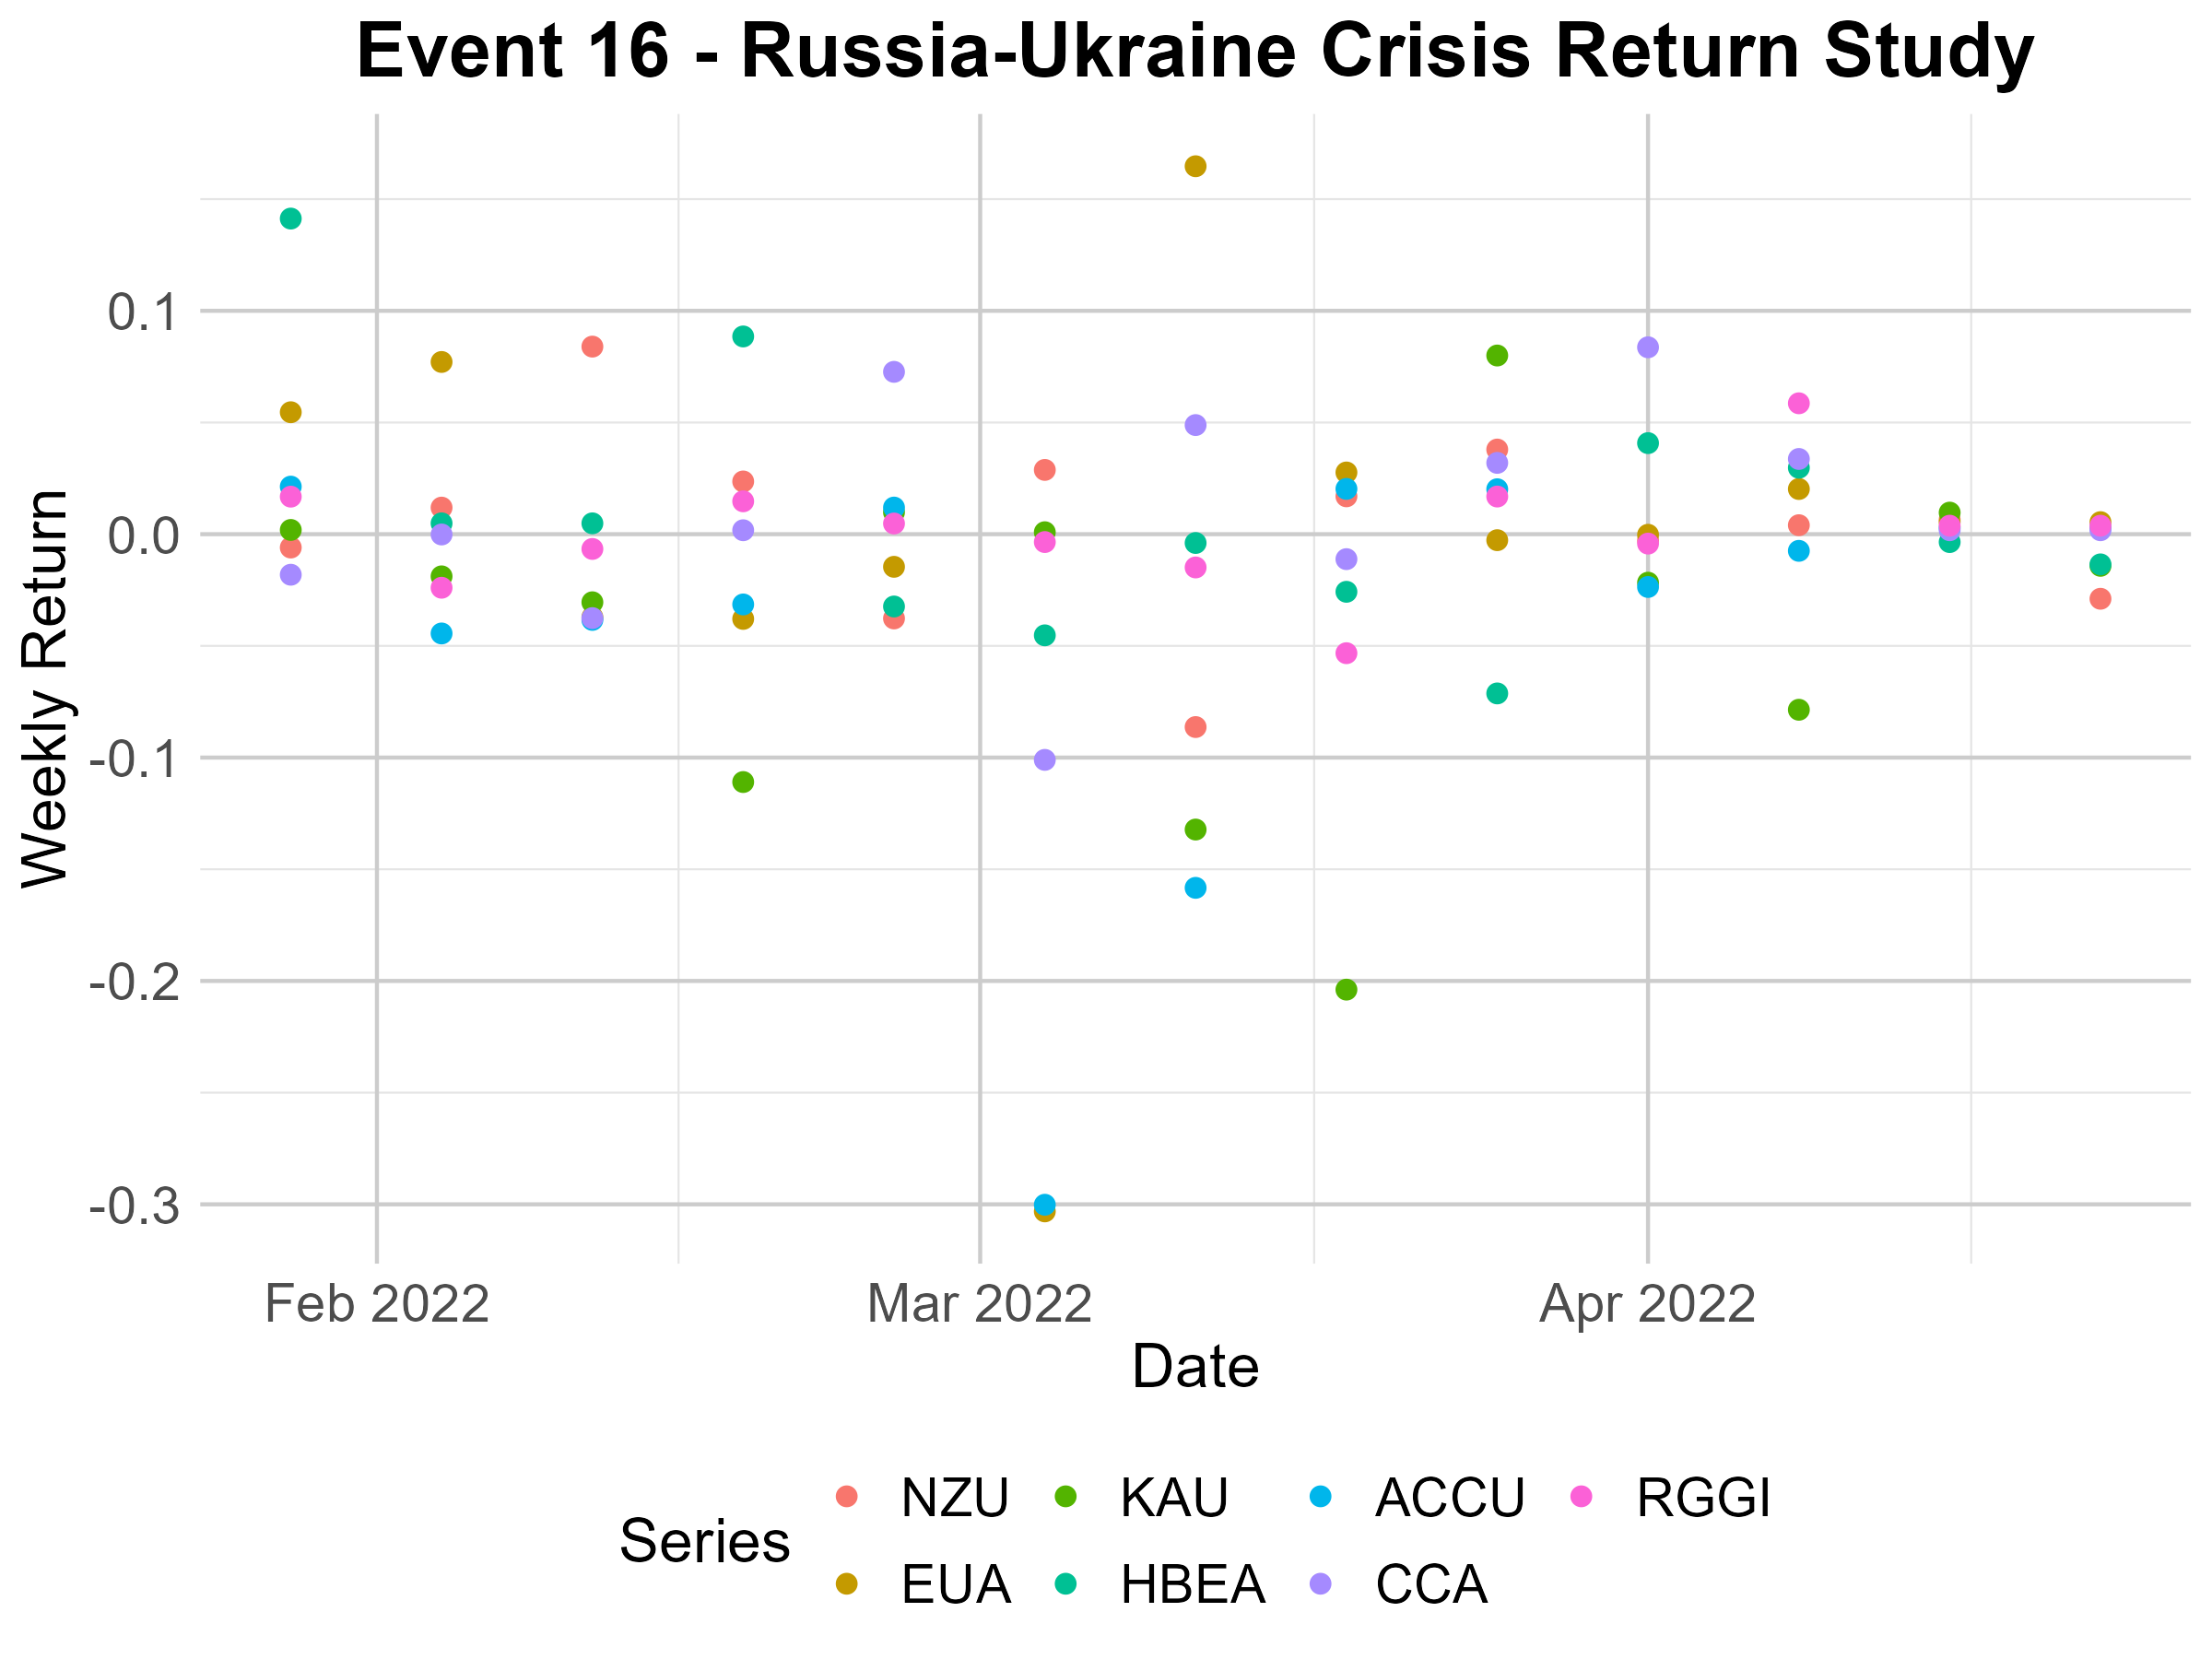 Event 16 - Russia-Ukraine Crisis Return Study
Weekly Return
0.1
0.0
-0.1
-0.2
-0.3
Feb 2022 Mar 2022 Apr 2022
Date
Series
NZU KAU ACCU RGGI
EUA HBEA CCA